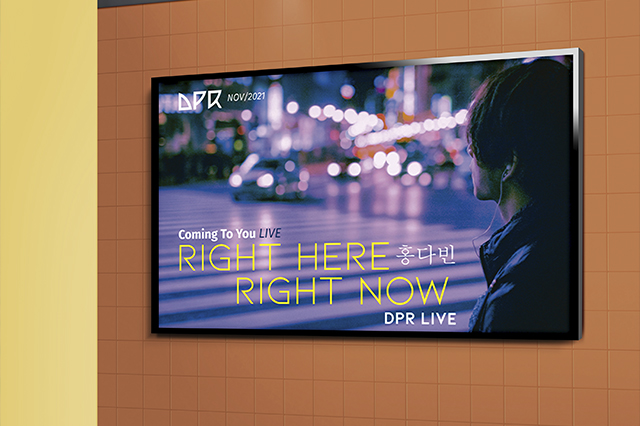 DPR NOV/2021
Coming To You LIVE
RIGHT HERE 홍다빈
RIGHT NOW
DPR LIVE